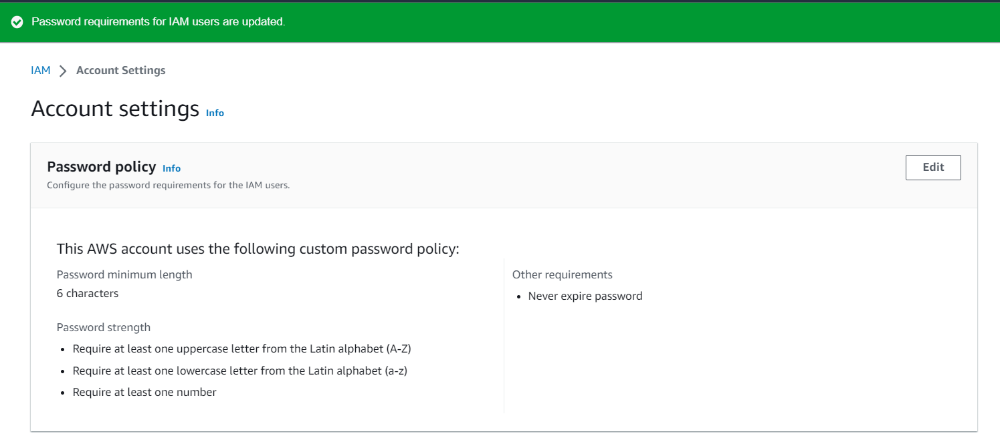 Password requirements for IAM users are updated.
IAM > Account Settings
Account settings Info
Password policy Info
Edit
Configure the password requirements for the IAM users.
This AWS account uses the following custom password policy:
Password minimum length
6 characters
Password strength
• Require at least one uppercase letter from the Latin alphabet (A-Z)
• Require at least one lowercase letter from the Latin alphabet (a-z)
• Require at least one number
Other requirements
• Never expire password